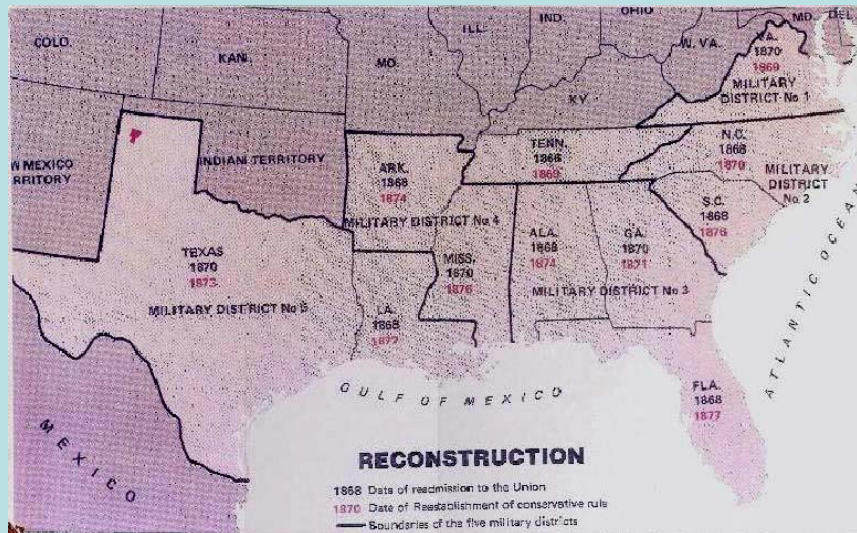 COLO.
KAN.
MO.
ILL.
IND.
OHIO
W. VA.
MD.
DEL.
KY
VA.
1870
1869
MILITARY
DISTRICT No 1
TENN.
1866
1869
N.C.
1868
1870
MILITARY
DISTRICT
No 2
INDIAN TERRITORY
W MEXICO
RRITORY
ARK.
1868
1874
MILITARY DISTRICT No 4
S.C.
1868
1876
TEXAS
1870
1873
MILITARY DISTRICT No 5
MISS.
1870
1876
ALA.
1868
1874
GA.
1870
1871
MILITARY DISTRICT No 3
LA.
1868
1877
FLA.
1868
1877
ATLANTIC OCEAN
GULF OF MEXICO
MEXICO
RECONSTRUCTION
1868 Date of readmission to the Union
1870 Date of Reestablishment of conservative rule
Boundaries of the five military districts